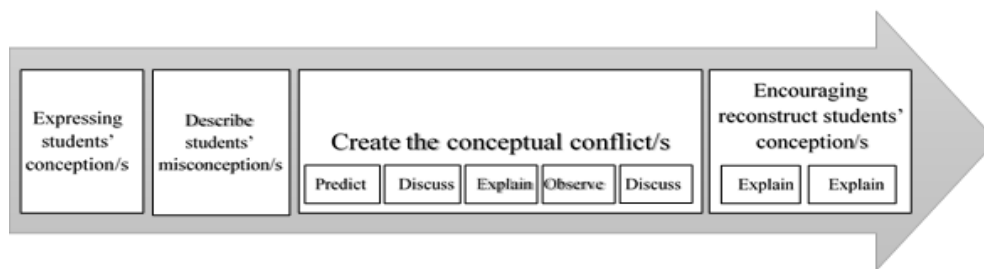 Expressing
students'
conception/s
Describe
students'
misconception/s
Create the conceptual conflict/s
Predict
Discuss
Explain
Observe
Discuss
Encouraging
reconstruct students'
conception/s
Explain
Explain